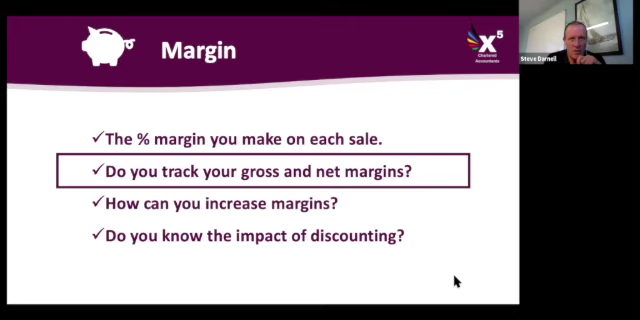 Margin
x5
Chartered
Accountants
Steve Darnell
✓The % margin you make on each sale.
✓Do you track your gross and net margins?
✓How can you increase margins?
✓Do you know the impact of discounting?